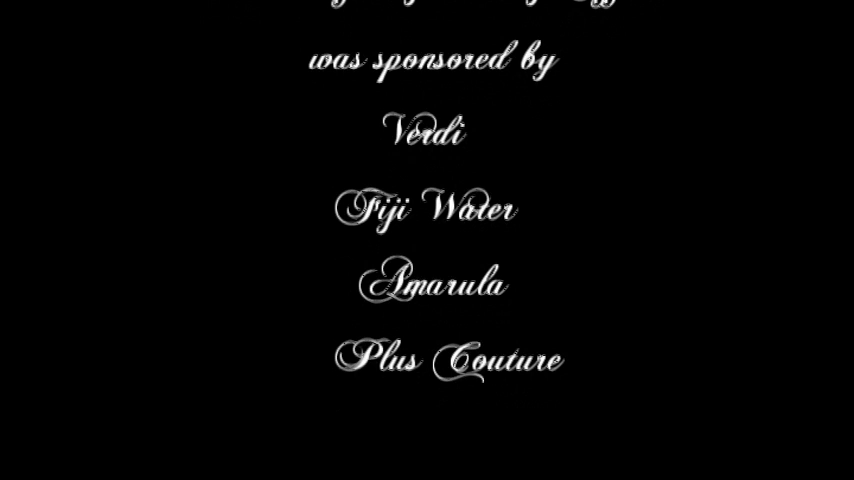 was sponsored by
Verdi
Fiji Water
Amarula
Plus Couture